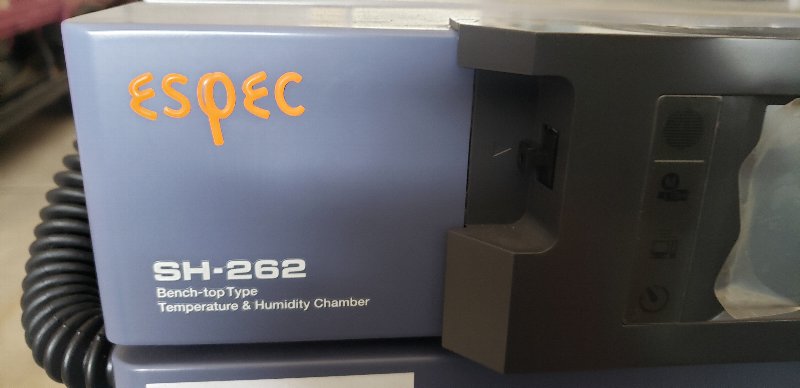 ESPEC
SH-262
Bench-top Type
Temperature & Humidity Chamber